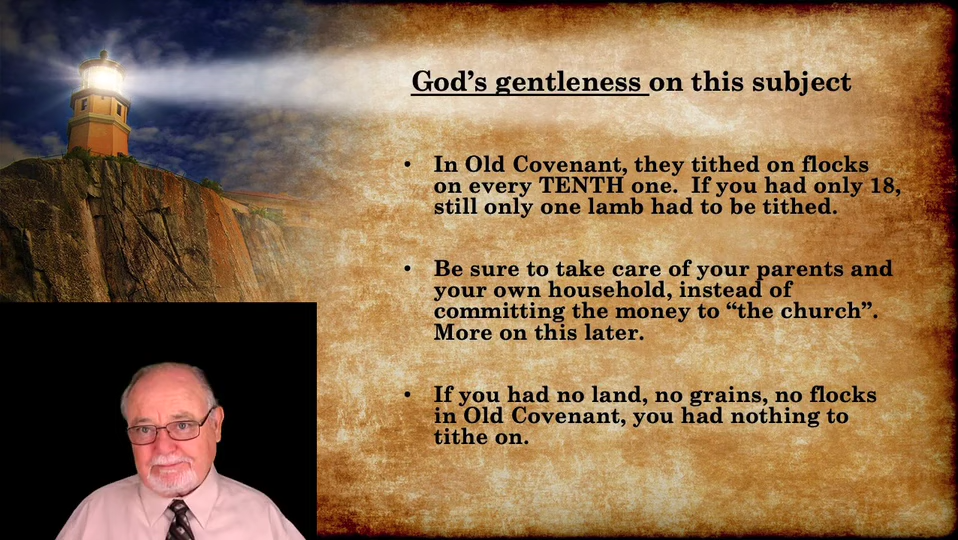 God’s gentleness on this subject
• In Old Covenant, they tithed on flocks
on every TENTH one.  If you had only 18,
still only one lamb had to be tithed.
• Be sure to take care of your parents and
your own household, instead of
committing the money to “the church”.
More on this later.
• If you had no land, no grains, no flocks
in Old Covenant, you had nothing to
tithe on.